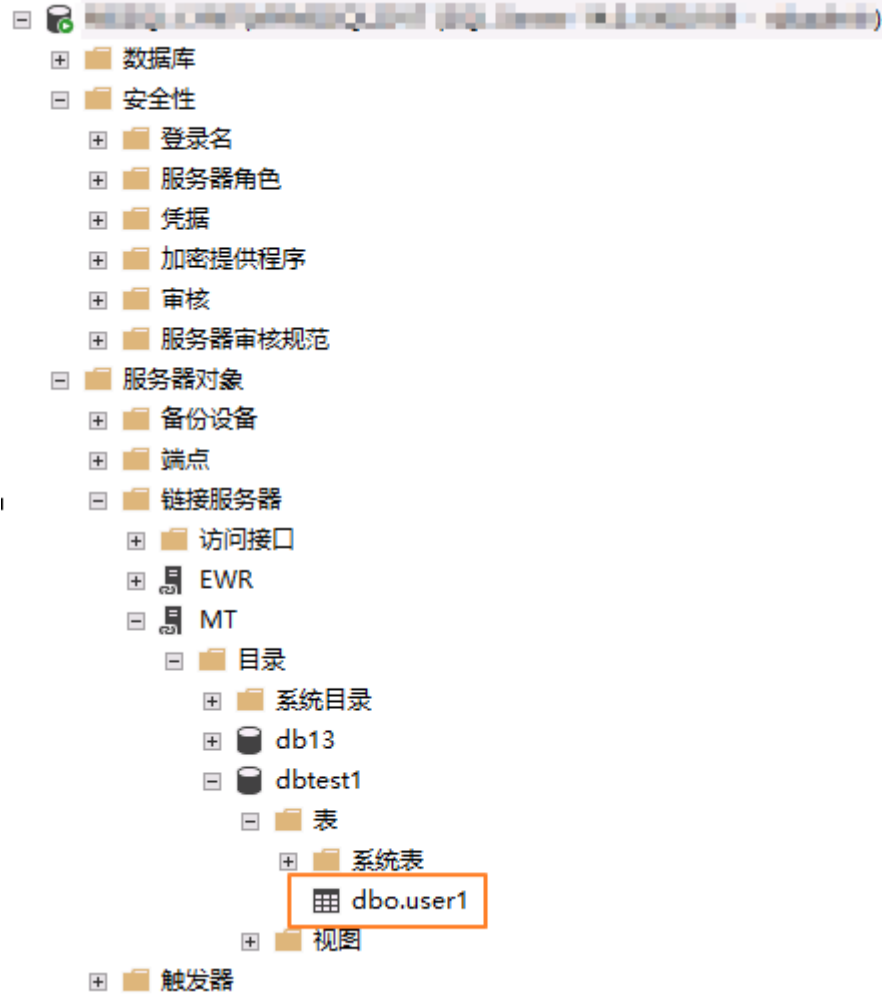 数据库
安全性
登录名
服务器角色
凭据
加密提供程序
审核
服务器审核规范
服务器对象
备份设备
端点
链接服务器
访问接口
EWR
MT
目录
系统目录
db13
dbtest1
表
系统表
dbo.user1
视图
触发器